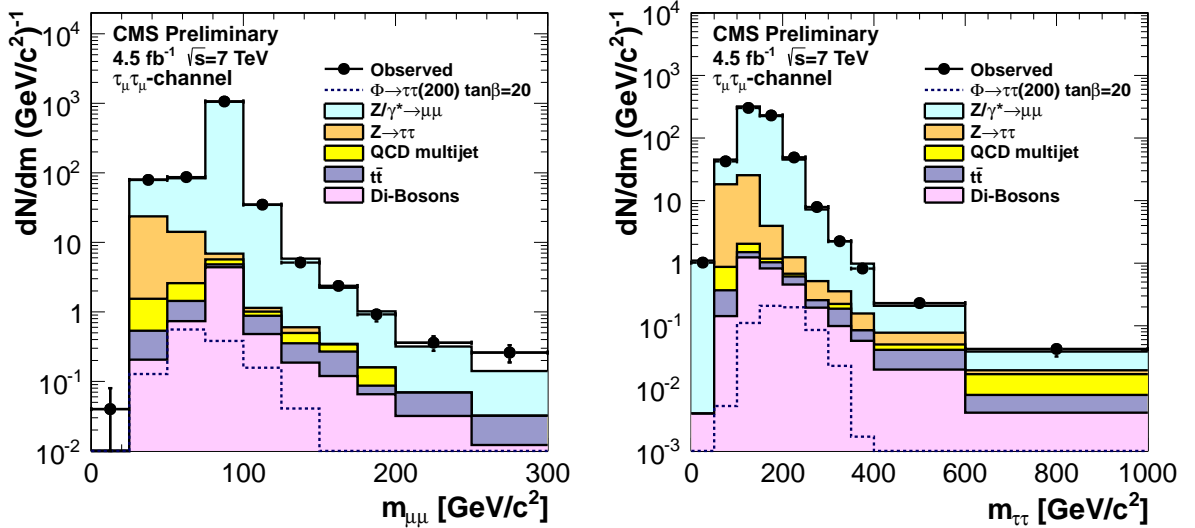 CMS Preliminary
4.5 fb⁻¹ √s=7 TeV
τμτμ-channel
Observed
Φ→ττ(200) tanβ=20
Z/γ*→μμ
Z→ττ
QCD multijet
tt̄
Di-Bosons
dN/dm (GeV/c²)⁻¹
10⁴
10³
10²
10
1
10⁻¹
10⁻²
0
100
200
300
mμμ [GeV/c²]
CMS Preliminary
4.5 fb⁻¹ √s=7 TeV
τμτμ-channel
Observed
Φ→ττ(200) tanβ=20
Z/γ*→μμ
Z→ττ
QCD multijet
tt̄
Di-Bosons
dN/dm (GeV/c²)⁻¹
10⁴
10³
10²
10
1
10⁻¹
10⁻²
10⁻³
0
200
400
600
800
1000
mττ [GeV/c²]